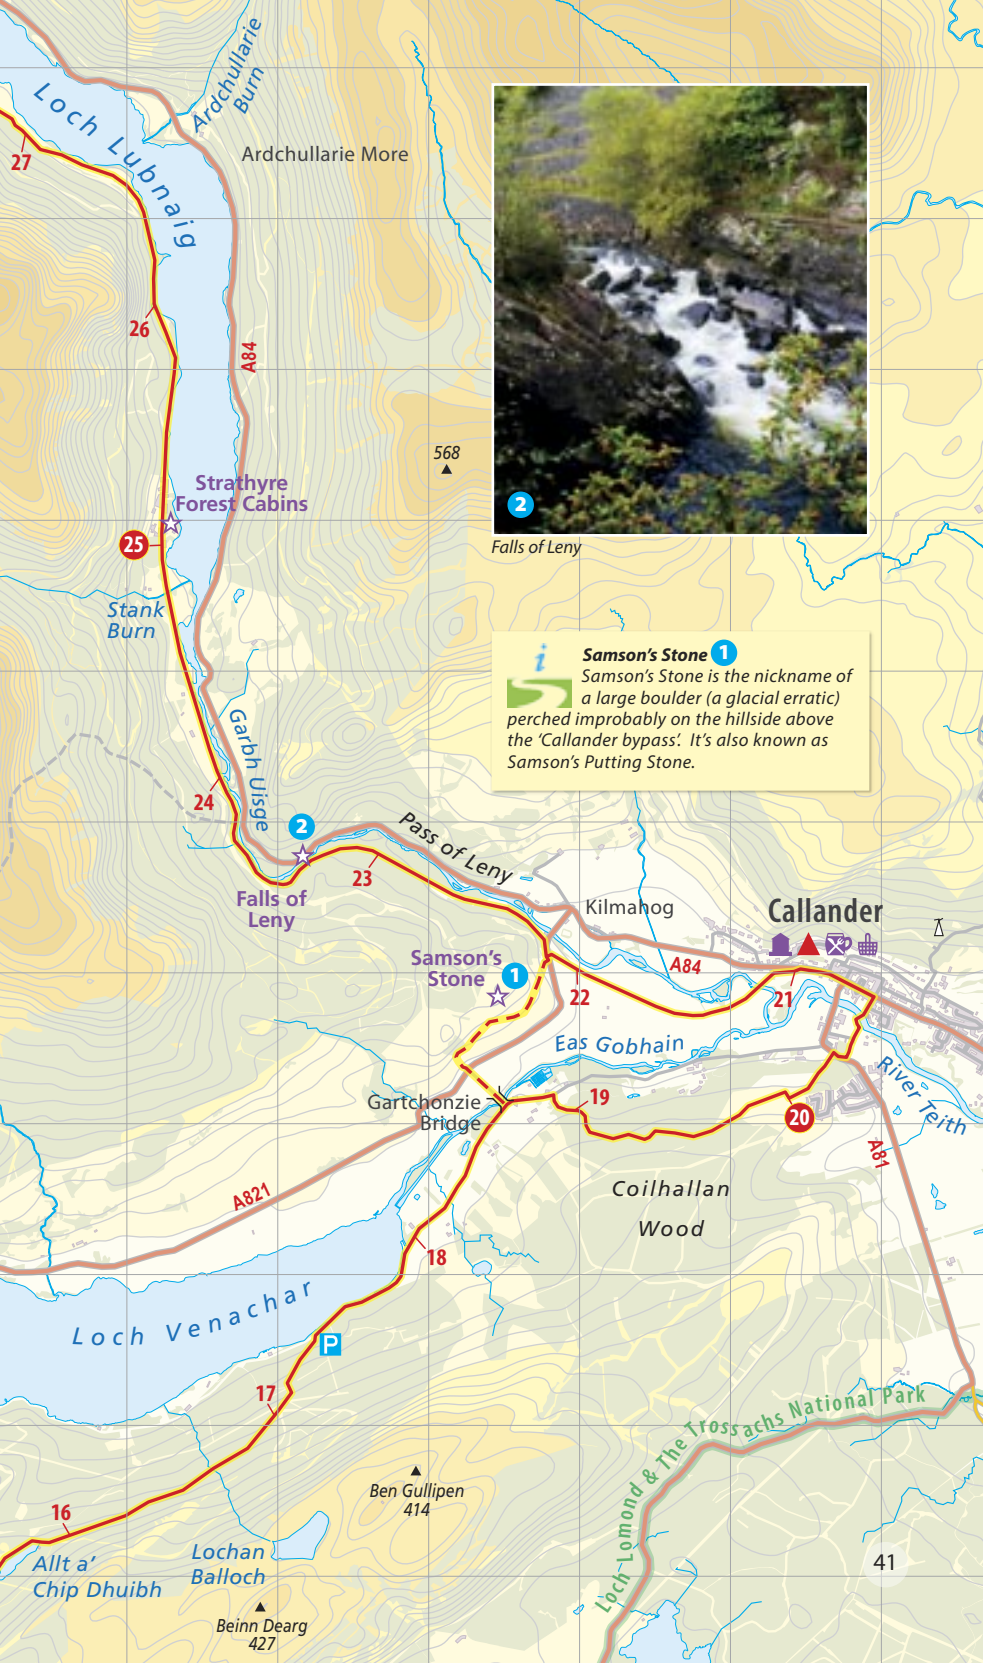 Ardchullarie
Burn
Loch Lubnaig
27
Ardchullarie More
26
A84
568
Strathyre
Forest Cabins
25
2
Falls of Leny
Stank
Burn
i
Samson's Stone 1
Samson's Stone is the nickname of
a large boulder (a glacial erratic)
perched improbably on the hillside above
the 'Callander bypass'. It's also known as
Samson's Putting Stone.
Garbh Uisge
24
2
Pass of Leny
23
Falls of
Leny
Kilmahog
Callander
Samson's
Stone
1
A84
22
21
Eas Gobhain
River Teith
Gartchonzie
Bridge
19
20
A81
A821
Coilhallan
Wood
18
Loch Venachar
P
17
Loch Lomond & The Trossachs National Park
Ben Gullipen
414
16
Allt a'
Chip Dhuibh
Lochan
Balloch
41
Beinn Dearg
427